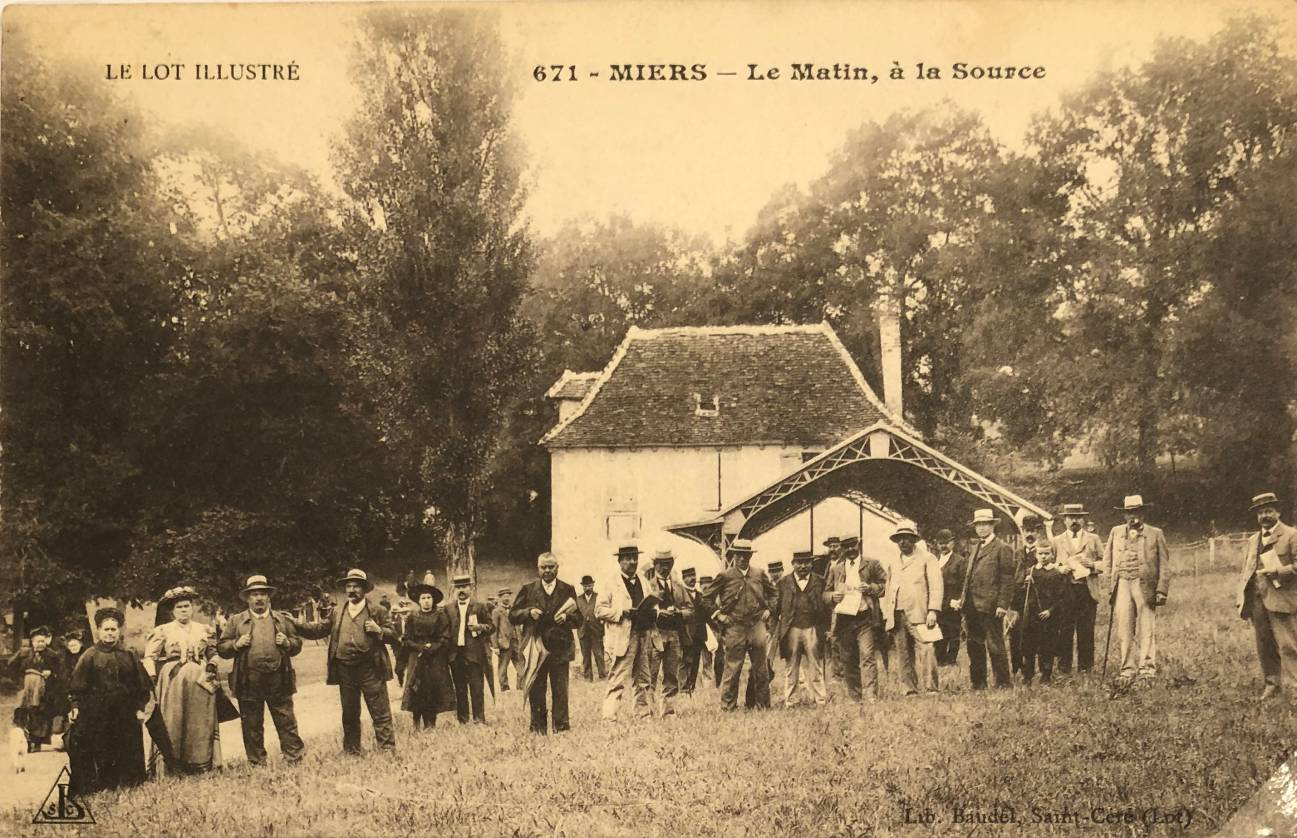 LE LOT ILLUSTRÉ
671 - MIERS — Le Matin, à la Source
Lib. Baudel, Saint-Céré (Lot)